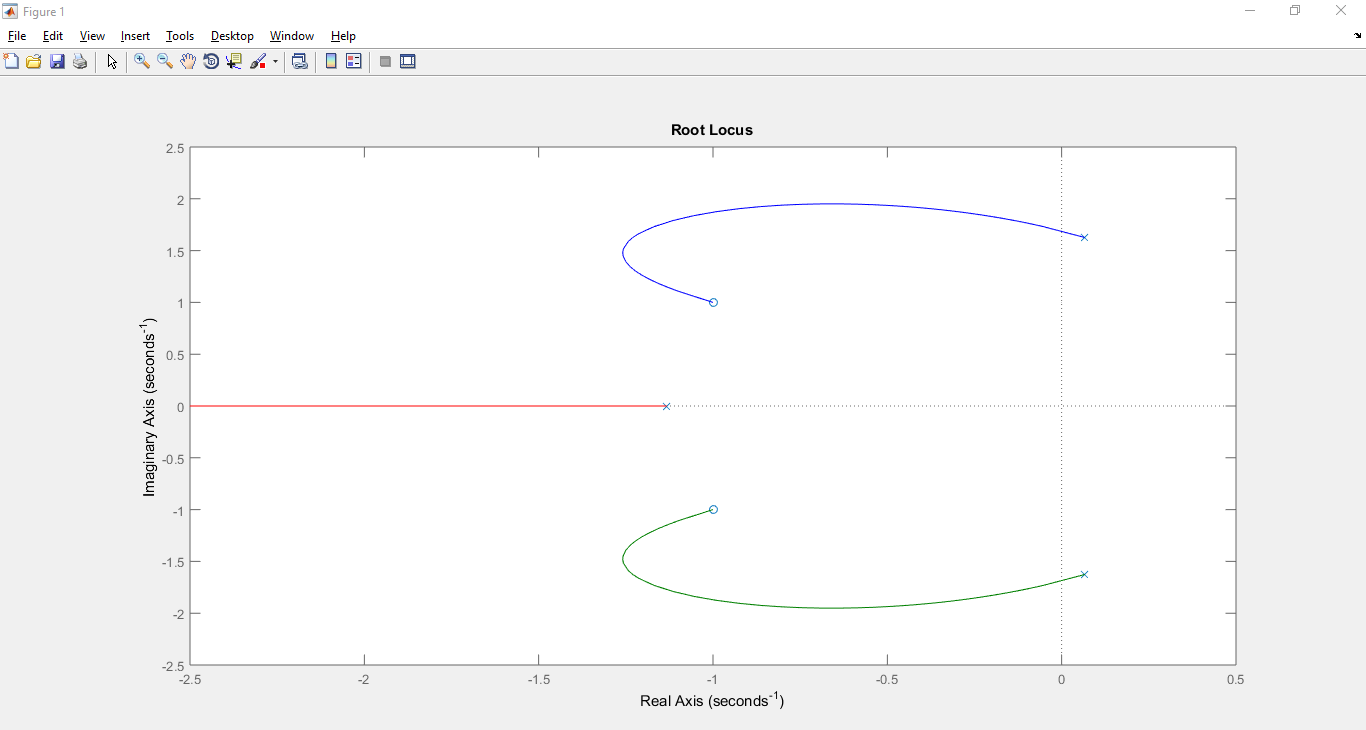 Figure 1
File Edit View Insert Tools Desktop Window Help
Root Locus
2.5
2
1.5
1
0.5
0
-0.5
-1
-1.5
-2
-2.5
Imaginary Axis (seconds⁻¹)
-2.5 -2 -1.5 -1 -0.5 0 0.5
Real Axis (seconds⁻¹)